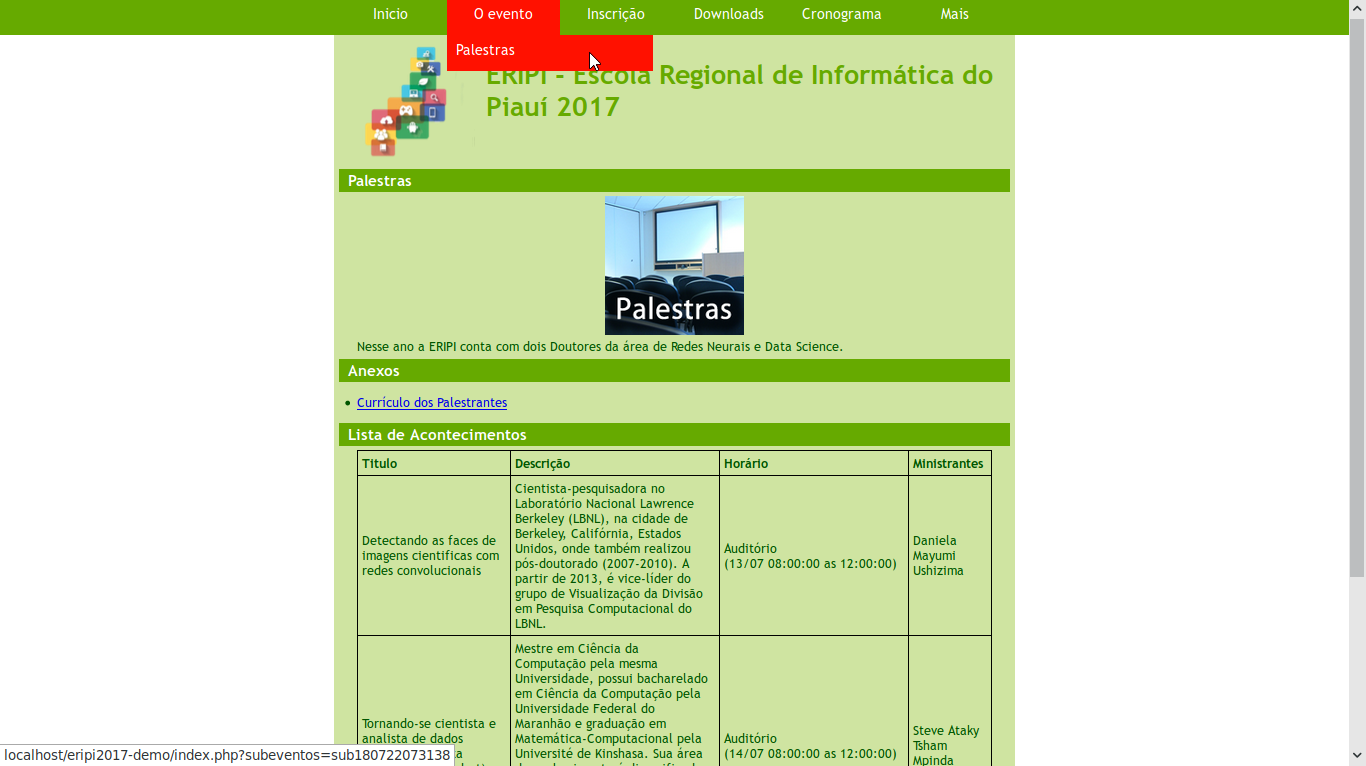 Inicio O evento Inscrição Downloads Cronograma Mais
Palestras
ERIPI - Escola Regional de Informática do
Piauí 2017
Palestras
Palestras
Nesse ano a ERIPI conta com dois Doutores da área de Redes Neurais e Data Science.
Anexos
• Currículo dos Palestrantes
Lista de Acontecimentos
Titulo Descrição Horário Ministrantes
Detectando as faces de
imagens cientificas com
redes convolucionais
Cientista-pesquisadora no
Laboratório Nacional Lawrence
Berkeley (LBNL), na cidade de
Berkeley, Califórnia, Estados
Unidos, onde também realizou
pós-doutorado (2007-2010). A
partir de 2013, é vice-líder do
grupo de Visualização da Divisão
em Pesquisa Computacional do
LBNL.
Auditório
(13/07 08:00:00 as 12:00:00)
Daniela
Mayumi
Ushizima
Tornando-se cientista e
analista de dados
Mestre em Ciência da
Computação pela mesma
Universidade, possui bacharelado
em Ciência da Computação pela
Universidade Federal do
Maranhão e graduação em
Matemática-Computacional pela
Université de Kinshasa. Sua área
Auditório
(14/07 08:00:00 as 12:00:00)
Steve Ataky
Tsham
Mpinda
localhost/eripi2017-demo/index.php?subeventos=sub180722073138